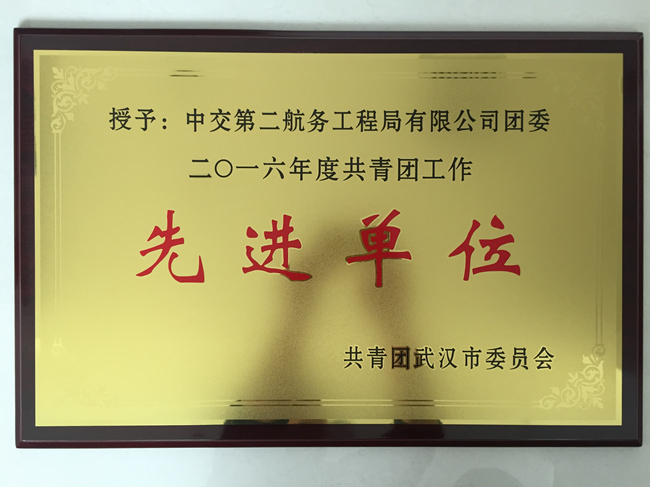 授予：中交第二航务工程局有限公司团委
二〇一六年度共青团工作
先进单位
共青团武汉市委员会